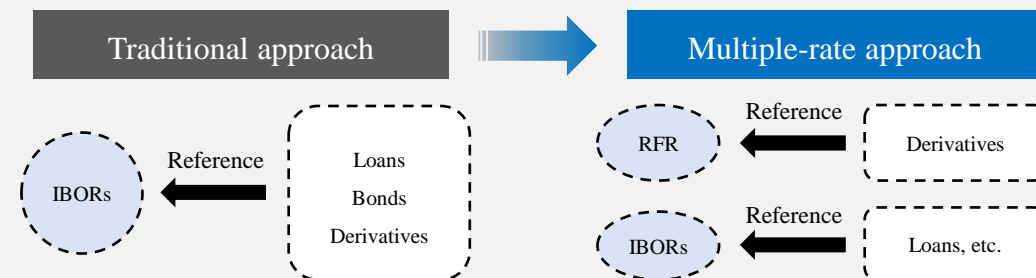 Traditional approach
Multiple-rate approach
IBORs
Reference
Loans
Bonds
Derivatives
RFR
Reference
Derivatives
IBORs
Reference
Loans, etc.